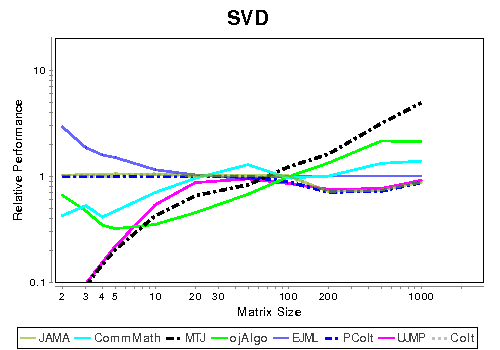 SVD
10
1
0.1
Relative Performance
2 3 4 5 10 20 30 100 200 1000
Matrix Size
JAMA CommMath MTJ ojAlgo EJML PColt UJMP Colt